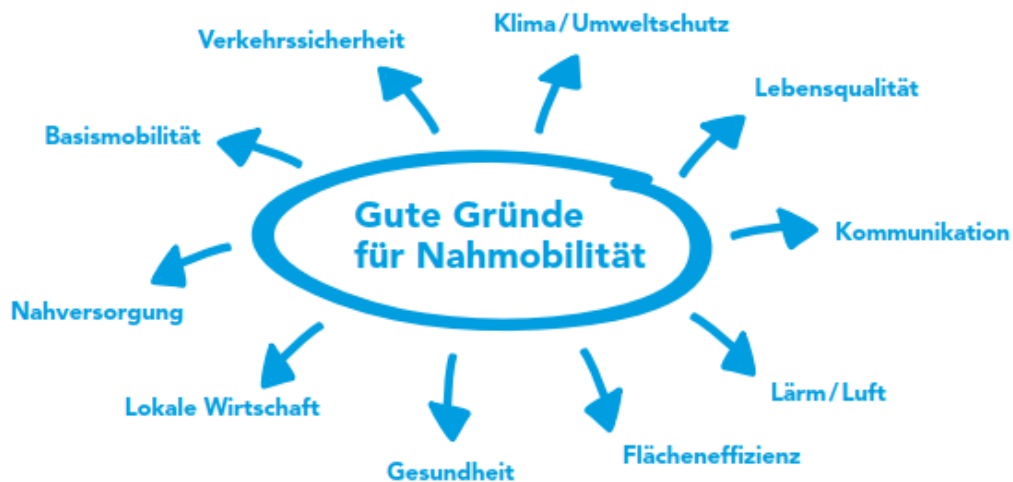 Klima/Umweltschutz
Verkehrssicherheit
Lebensqualität
Basismobilität
Gute Gründe
für Nahmobilität
Kommunikation
Nahversorgung
Lärm/Luft
Lokale Wirtschaft
Flächeneffizienz
Gesundheit